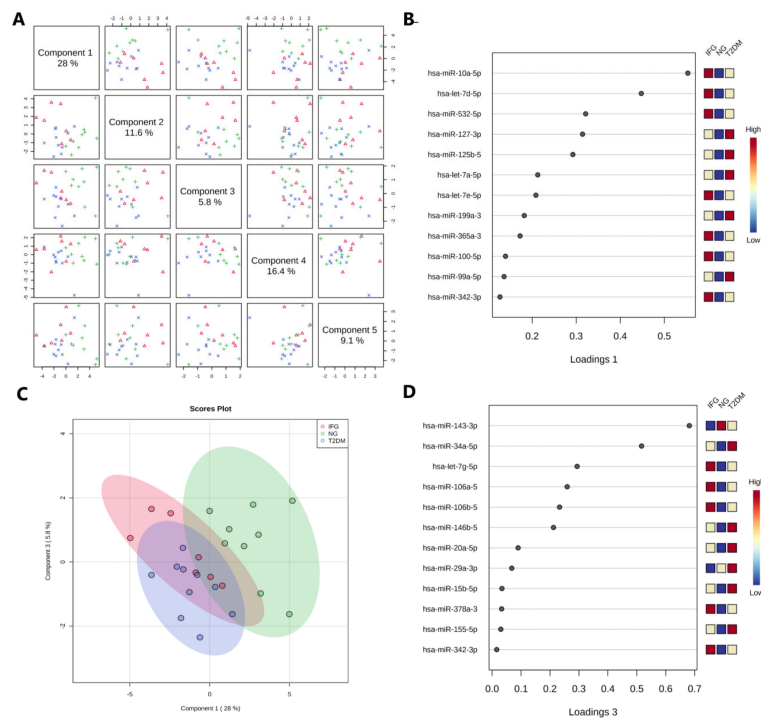 A
Component 1
28 %
Component 2
11.6 %
Component 3
5.8 %
Component 4
16.4 %
Component 5
9.1 %
B
IFG NG T2DM
hsa-miR-10a-5p
hsa-let-7d-5p
hsa-miR-532-5p
hsa-miR-127-3p
hsa-miR-125b-5
hsa-let-7a-5p
hsa-let-7e-5p
hsa-miR-199a-3
hsa-miR-365a-3
hsa-miR-100-5p
hsa-miR-99a-5p
hsa-miR-342-3p
High
Low
0.2 0.3 0.4 0.5
Loadings 1
C
Scores Plot
IFG
NG
T2DM
Component 3 ( 5.8 %)
4
2
0
-2
-5 0 5
Component 1 ( 28 %)
D
IFG NG T2DM
hsa-miR-143-3p
hsa-miR-34a-5p
hsa-let-7g-5p
hsa-miR-106a-5
hsa-miR-106b-5
hsa-miR-146b-5
hsa-miR-20a-5p
hsa-miR-29a-3p
hsa-miR-15b-5p
hsa-miR-378a-3
hsa-miR-155-5p
hsa-miR-342-3p
0.0 0.1 0.2 0.3 0.4 0.5 0.6 0.7
Loadings 3